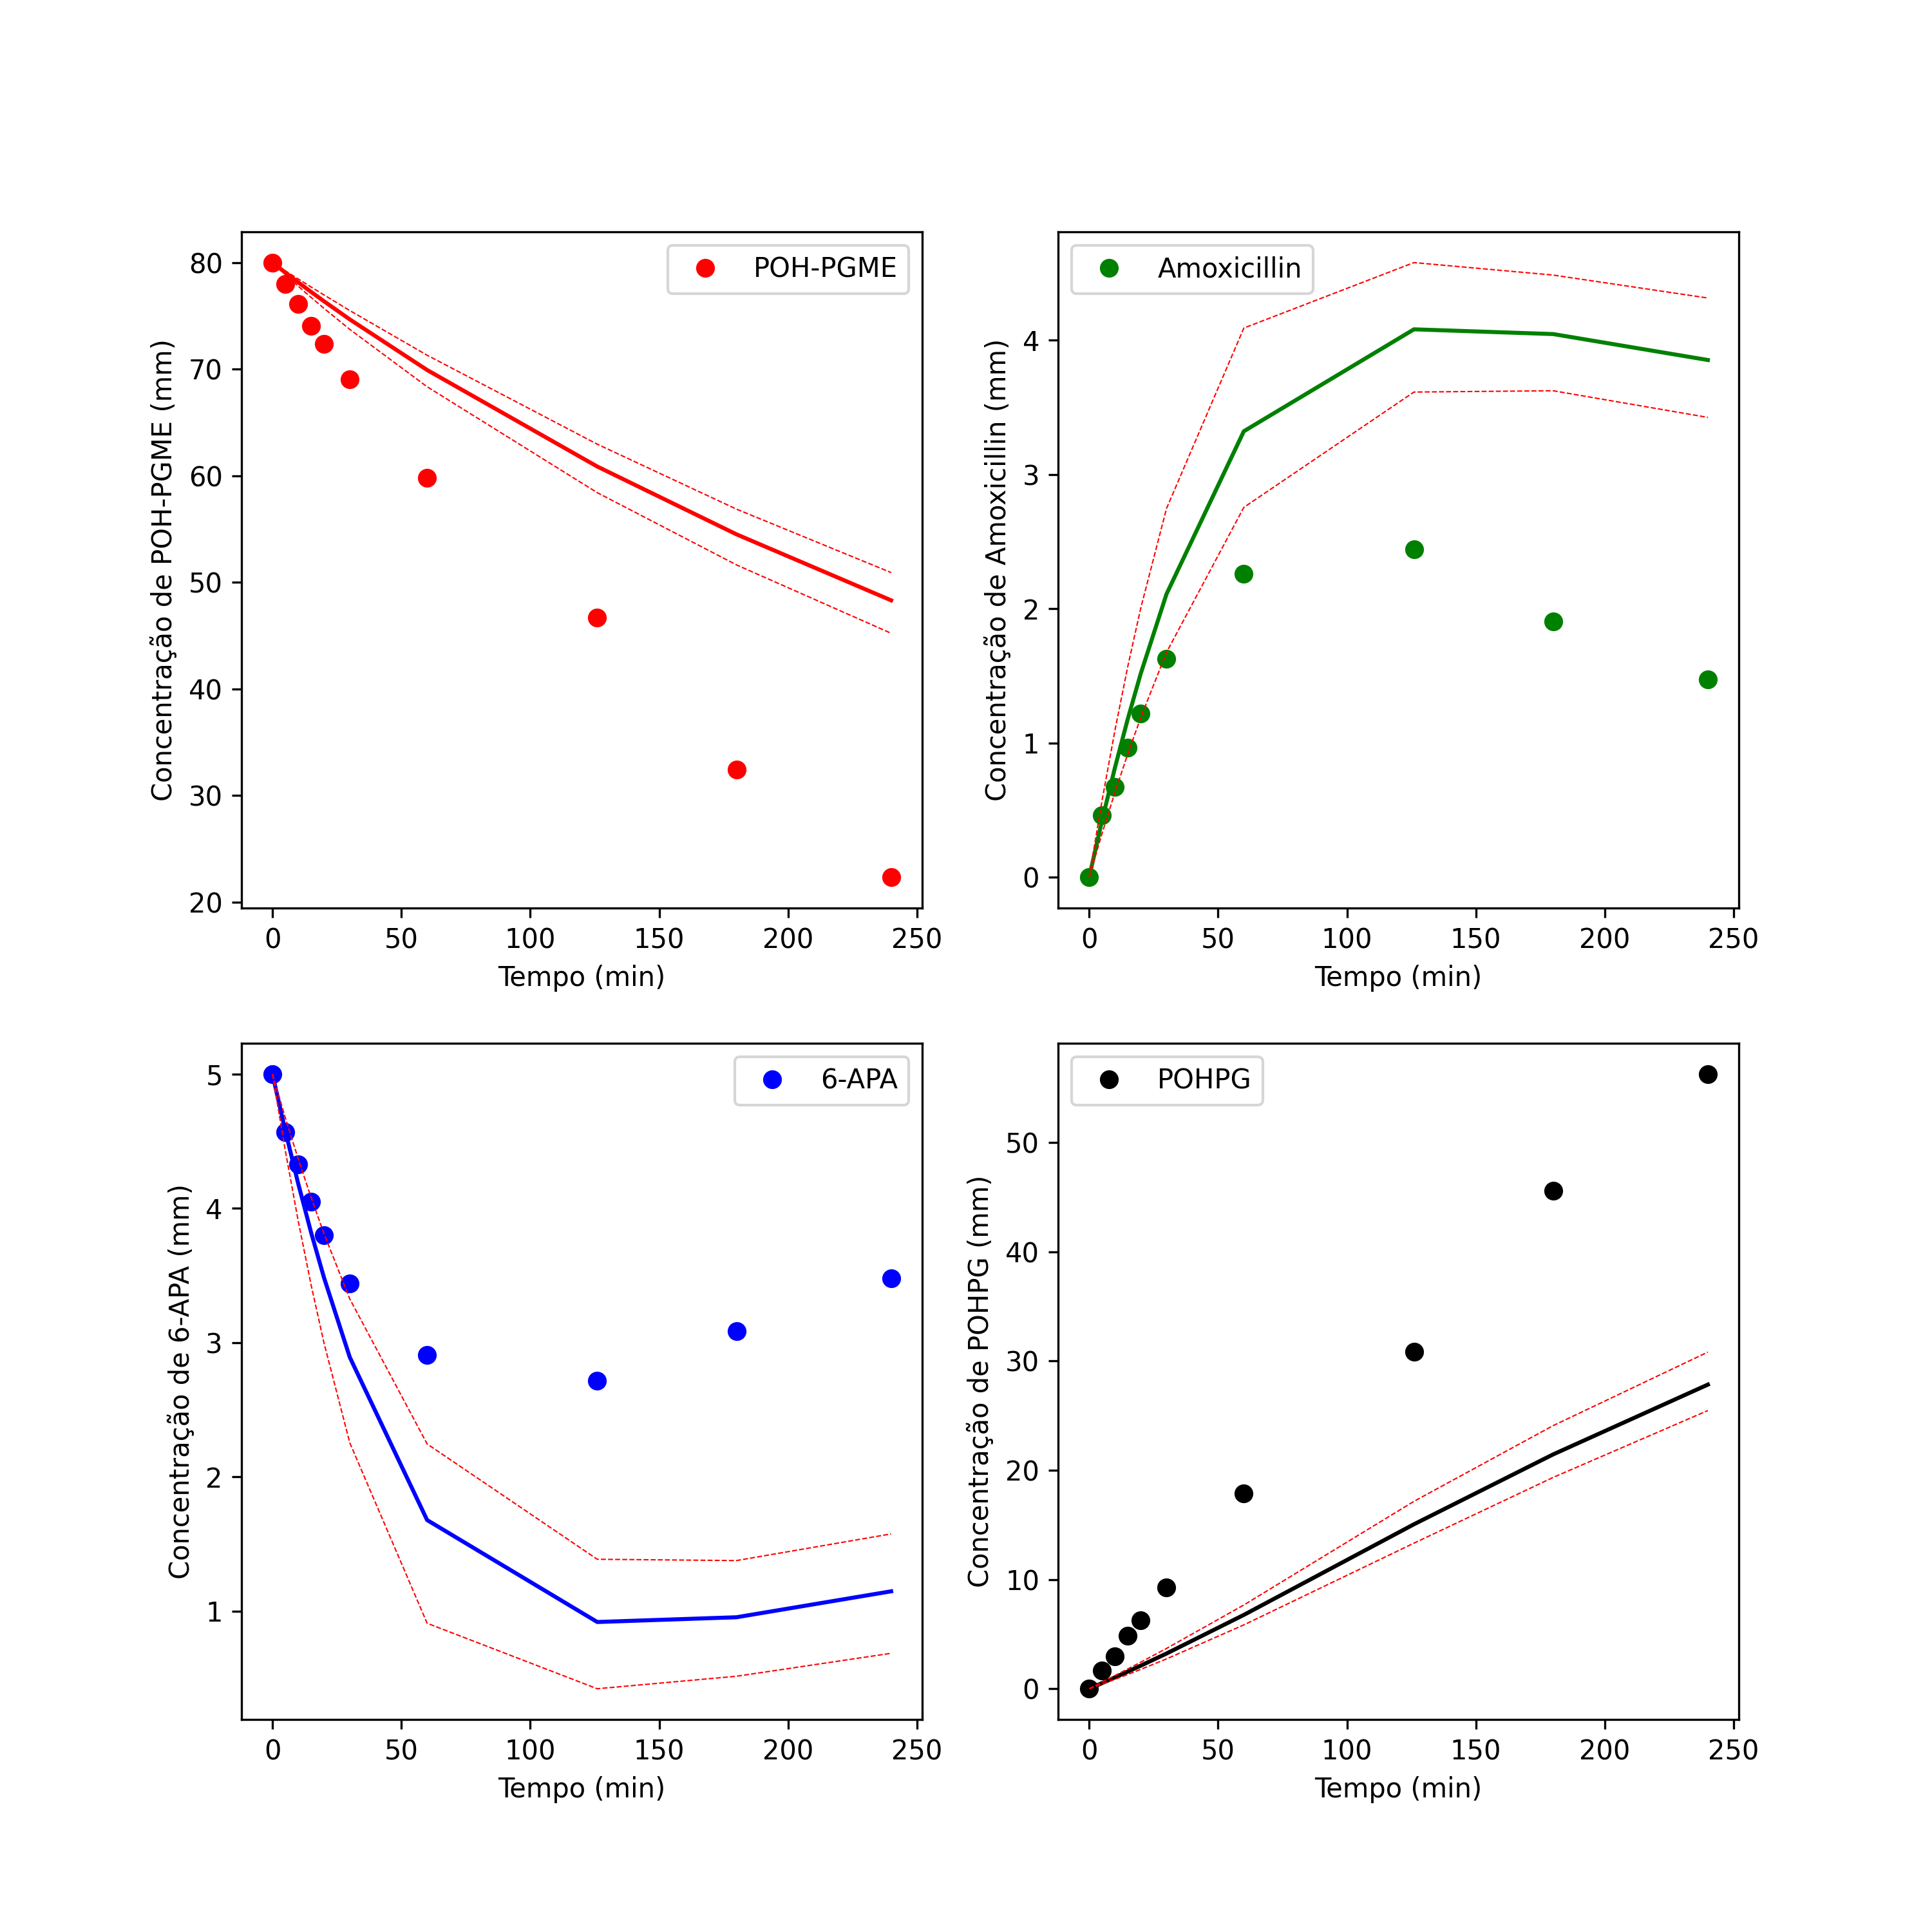 POH-PGME
Concentração de POH-PGME (mm)
80
70
60
50
40
30
20
0 50 100 150 200 250
Tempo (min)
Amoxicillin
Concentração de Amoxicillin (mm)
4
3
2
1
0
0 50 100 150 200 250
Tempo (min)
6-APA
Concentração de 6-APA (mm)
5
4
3
2
1
0 50 100 150 200 250
Tempo (min)
POHPG
Concentração de POHPG (mm)
50
40
30
20
10
0
0 50 100 150 200 250
Tempo (min)